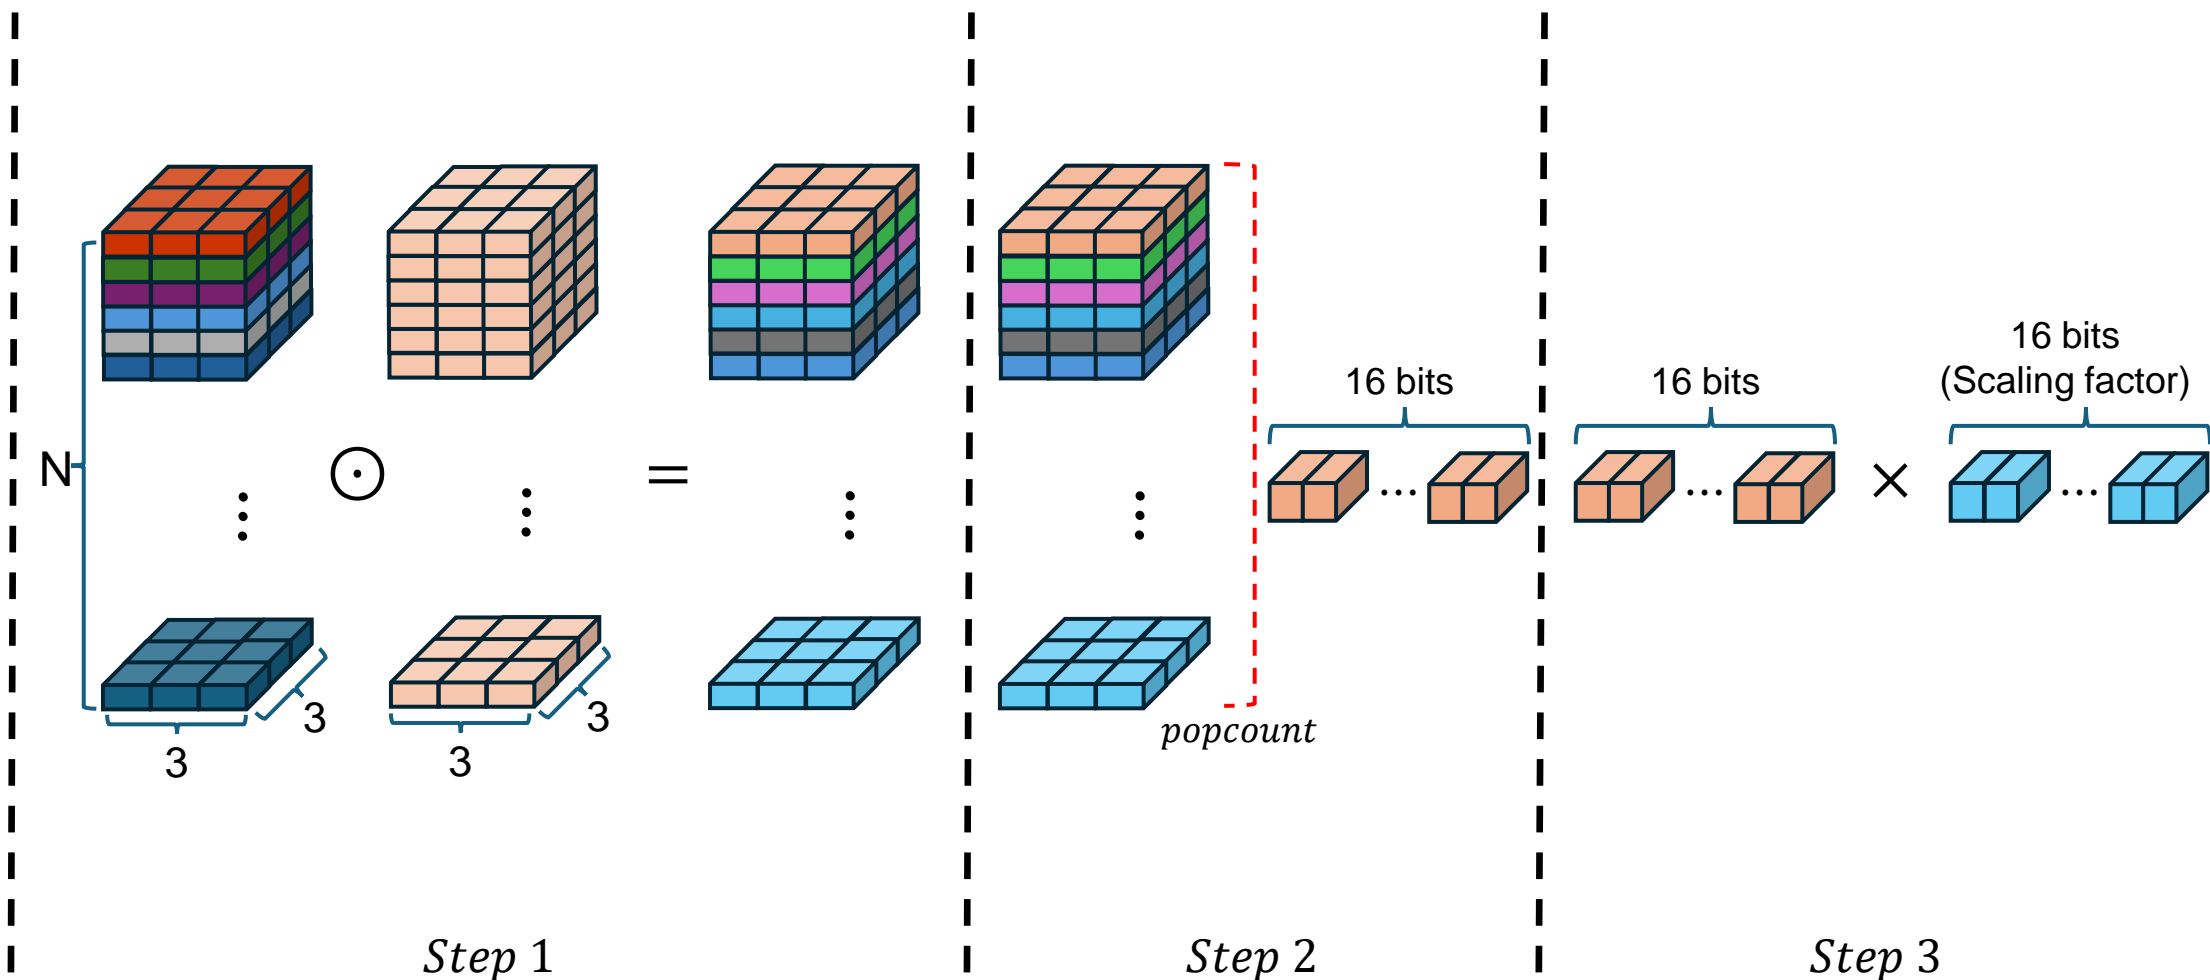 N
⊙
=
3
3
3
3
Step 1
popcount
16 bits
...
Step 2
16 bits
...
×
16 bits
(Scaling factor)
...
Step 3